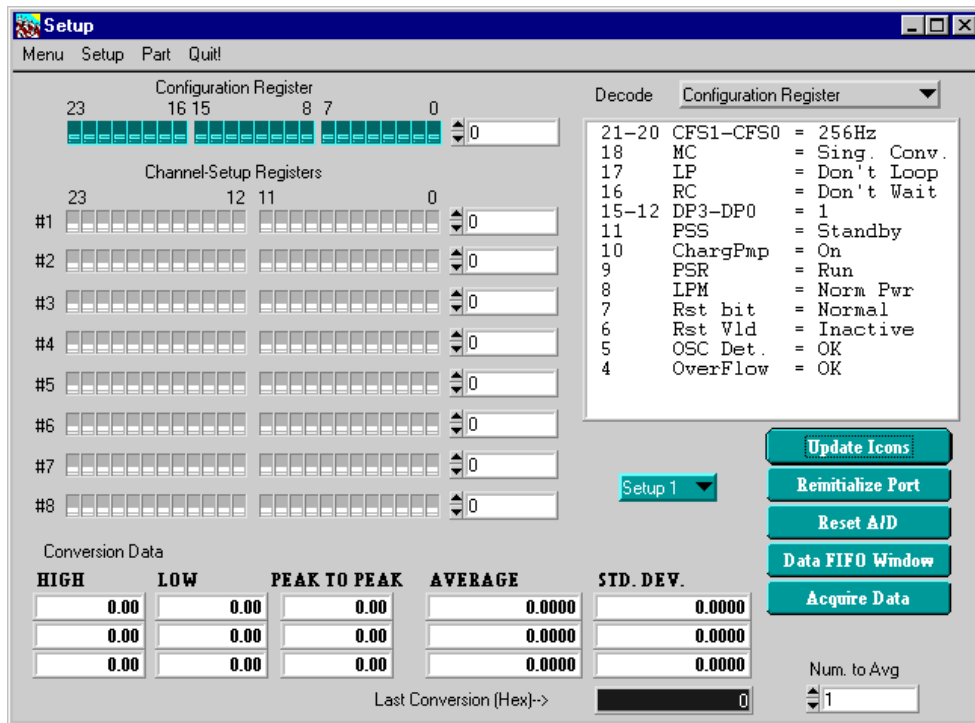 Setup
Menu Setup Part Quit!
Configuration Register
23 16 15 8 7 0
0
Channel-Setup Registers
23 12 11 0
#1 0
#2 0
#3 0
#4 0
#5 0
#6 0
#7 0
#8 0
Decode Configuration Register
21-20 CFS1-CFS0 = 256Hz
18 MC = Sing. Conv.
17 LP = Don't Loop
16 RC = Don't Wait
15-12 DP3-DP0 = 1
11 PSS = Standby
10 ChargPmp = On
9 PSR = Run
8 LPM = Norm Pwr
7 Rst bit = Normal
6 Rst Vld = Inactive
5 OSC Det. = OK
4 OverFlow = OK
Setup 1
Update Icons
Reinitialize Port
Reset A/D
Data FIFO Window
Acquire Data
Conversion Data
HIGH LOW PEAK TO PEAK AVERAGE STD. DEV.
0.00 0.00 0.00 0.0000 0.0000
0.00 0.00 0.00 0.0000 0.0000
0.00 0.00 0.00 0.0000 0.0000
Last Conversion (Hex)--> 0
Num. to Avg
1